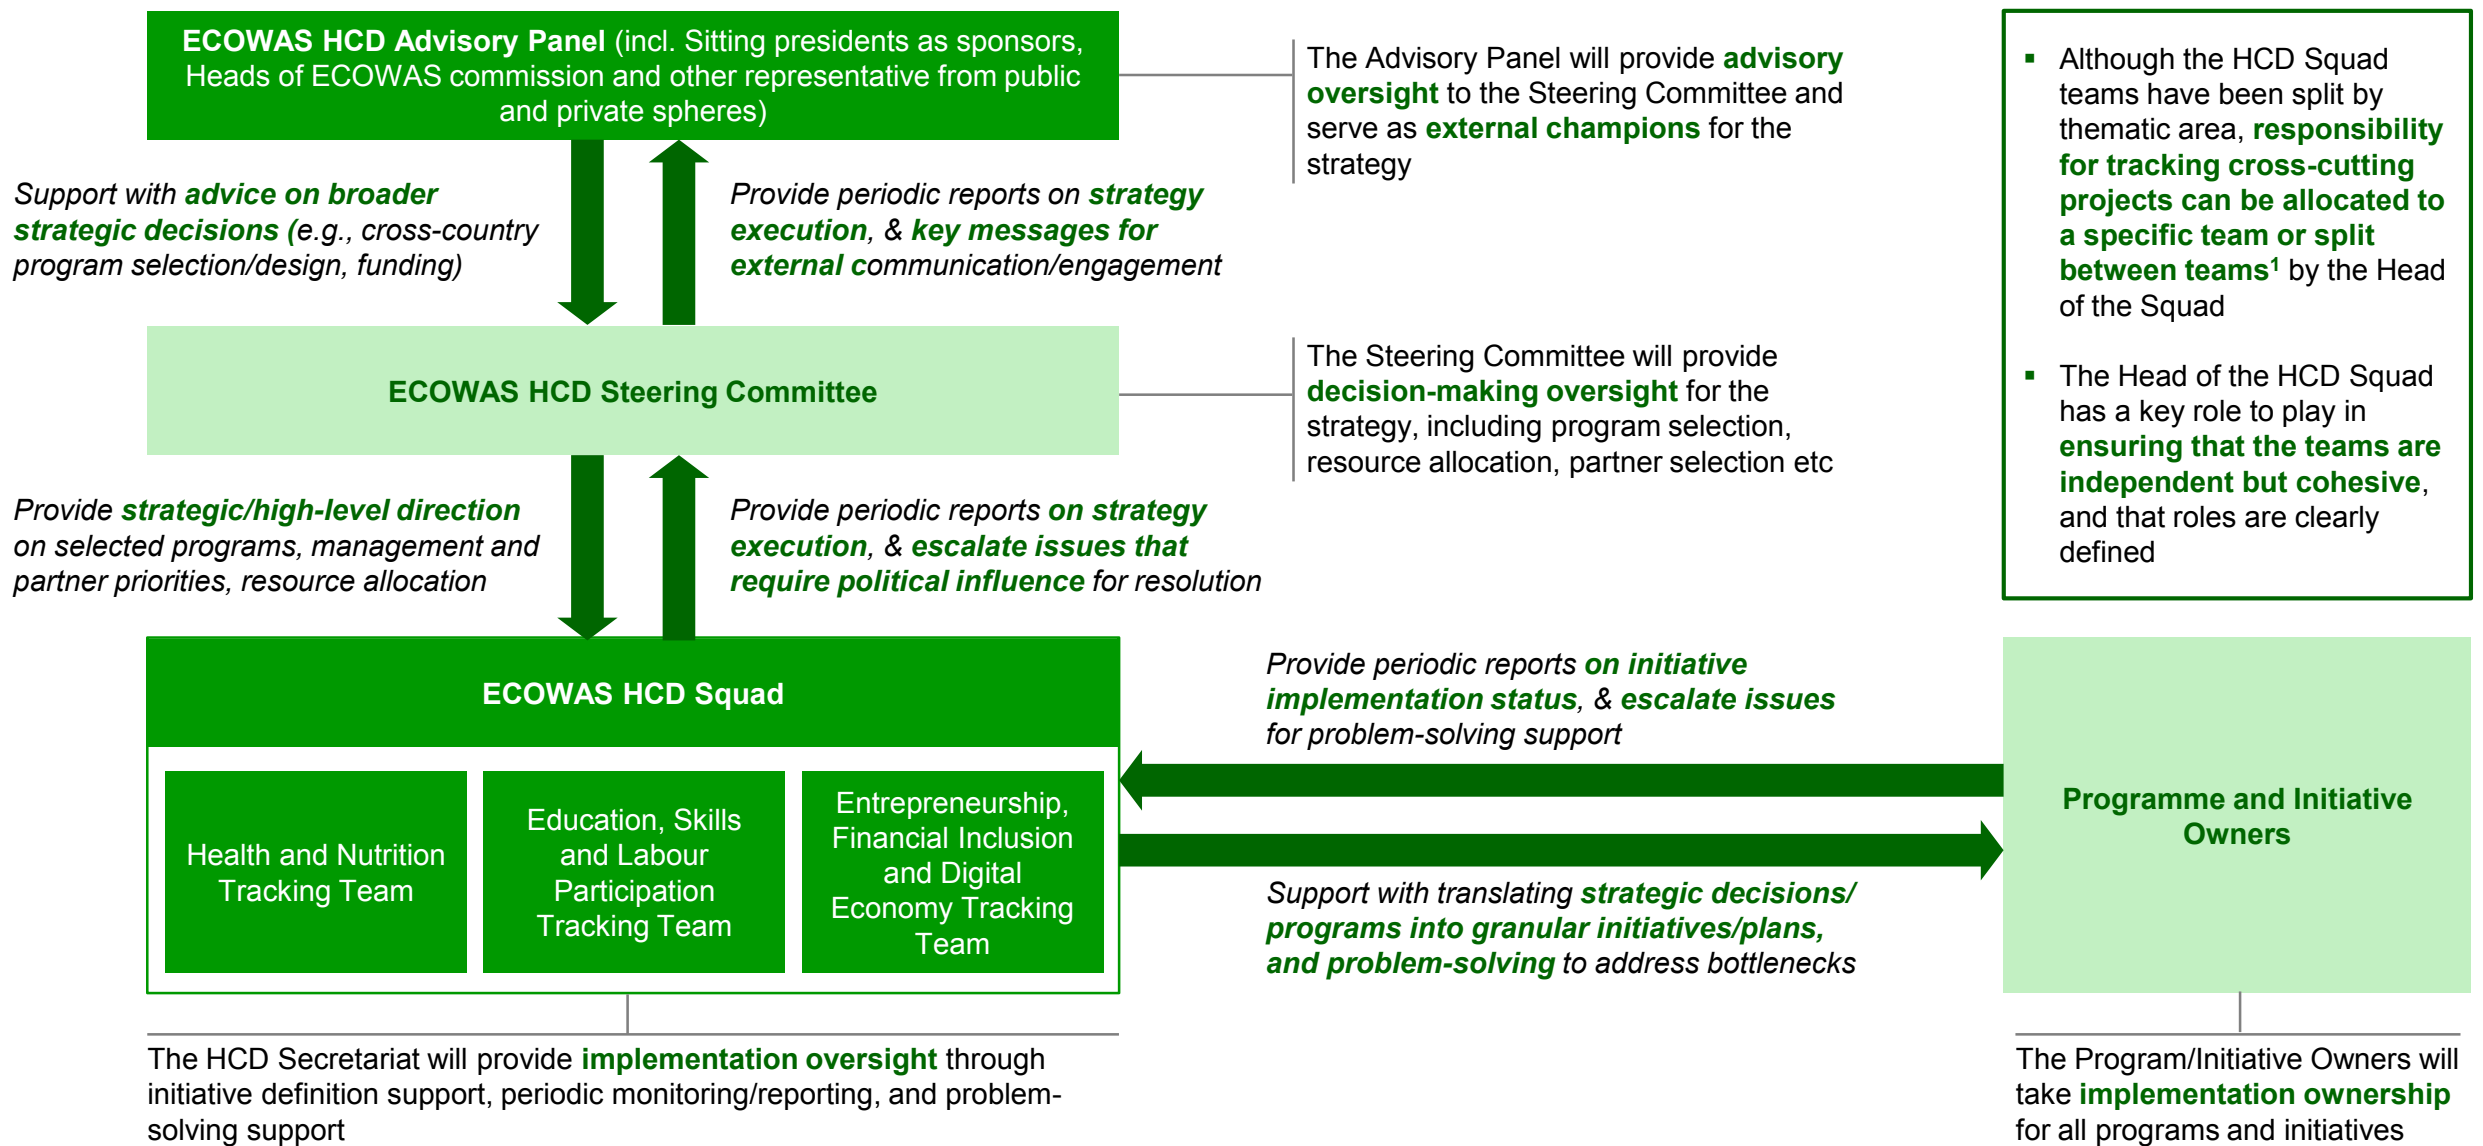 ECOWAS HCD Advisory Panel (incl. Sitting presidents as sponsors,
Heads of ECOWAS commission and other representative from public
and private spheres)
The Advisory Panel will provide advisory
oversight to the Steering Committee and
serve as external champions for the
strategy
Support with advice on broader
strategic decisions (e.g., cross-country
program selection/design, funding)
Provide periodic reports on strategy
execution, & key messages for
external communication/engagement
ECOWAS HCD Steering Committee
The Steering Committee will provide
decision-making oversight for the
strategy, including program selection,
resource allocation, partner selection etc
Provide strategic/high-level direction
on selected programs, management and
partner priorities, resource allocation
Provide periodic reports on strategy
execution, & escalate issues that
require political influence for resolution
▪ Although the HCD Squad
teams have been split by
thematic area, responsibility
for tracking cross-cutting
projects can be allocated to
a specific team or split
between teams¹ by the Head
of the Squad
▪ The Head of the HCD Squad
has a key role to play in
ensuring that the teams are
independent but cohesive,
and that roles are clearly
defined
ECOWAS HCD Squad
Health and Nutrition
Tracking Team
Education, Skills
and Labour
Participation
Tracking Team
Entrepreneurship,
Financial Inclusion
and Digital
Economy Tracking
Team
Provide periodic reports on initiative
implementation status, & escalate issues
for problem-solving support
Support with translating strategic decisions/
programs into granular initiatives/plans,
and problem-solving to address bottlenecks
Programme and Initiative
Owners
The HCD Secretariat will provide implementation oversight through
initiative definition support, periodic monitoring/reporting, and problem-
solving support
The Program/Initiative Owners will
take implementation ownership
for all programs and initiatives